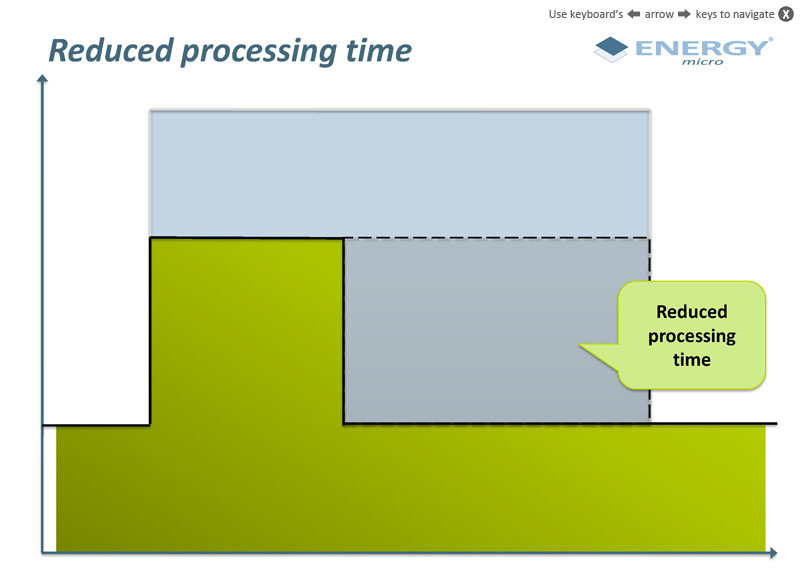 Use keyboard's arrow keys to navigate X
Reduced processing time
ENERGY®
micro
Reduced
processing
time